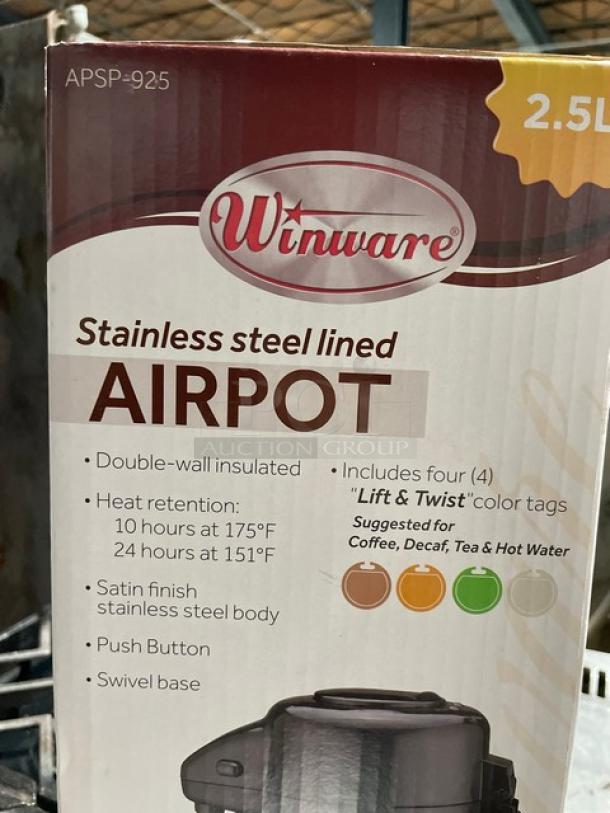 APSP-925
2.5L
Winware®
Stainless steel lined
AIRPOT
AUCTION GROUP
• Double-wall insulated
• Heat retention:
10 hours at 175°F
24 hours at 151°F
• Satin finish
stainless steel body
• Push Button
• Swivel base
• Includes four (4)
"Lift & Twist" color tags
Suggested for
Coffee, Decaf, Tea & Hot Water